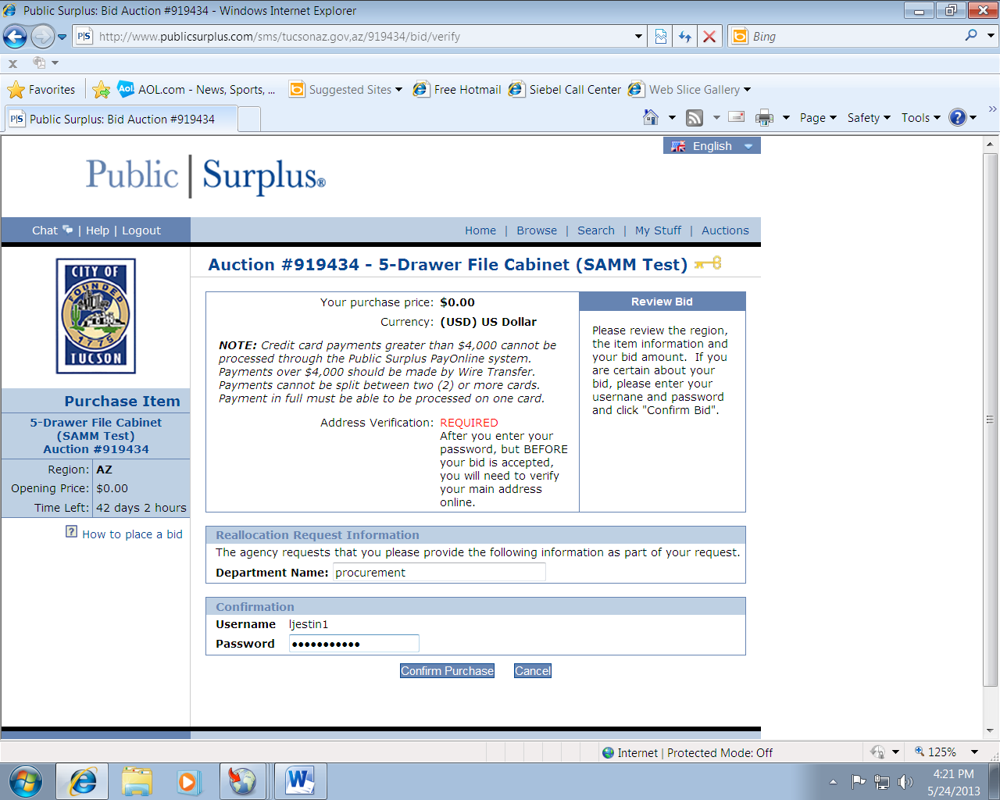 Public Surplus: Bid Auction #919434 - Windows Internet Explorer
P|S http://www.publicsurplus.com/sms/tucsonaz.gov,az/919434/bid/verify
Bing
x
Favorites
AOL.com - News, Sports, ...
Suggested Sites
Free Hotmail
Siebel Call Center
Web Slice Gallery
P|S Public Surplus: Bid Auction #919434
Page
Safety
Tools
English
Public | Surplus®
Chat | Help | Logout
Home | Browse | Search | My Stuff | Auctions
CITY OF
FOUNDED
1775
TUCSON
Purchase Item
5-Drawer File Cabinet
(SAMM Test)
Auction #919434
Region: AZ
Opening Price: $0.00
Time Left: 42 days 2 hours
? How to place a bid
Auction #919434 - 5-Drawer File Cabinet (SAMM Test)
Your purchase price: $0.00
Currency: (USD) US Dollar
NOTE: Credit card payments greater than $4,000 cannot be
processed through the Public Surplus PayOnline system.
Payments over $4,000 should be made by Wire Transfer.
Payments cannot be split between two (2) or more cards.
Payment in full must be able to be processed on one card.
Address Verification: REQUIRED
After you enter your
password, but BEFORE
your bid is accepted,
you will need to verify
your main address
online.
Review Bid
Please review the region,
the item information and
your bid amount. If you
are certain about your
bid, please enter your
username and password
and click "Confirm Bid".
Reallocation Request Information
The agency requests that you please provide the following information as part of your request.
Department Name: procurement
Confirmation
Username ljestin1
Password •••••••••••
Confirm Purchase
Cancel
Internet | Protected Mode: Off
125%
4:21 PM
5/24/2013